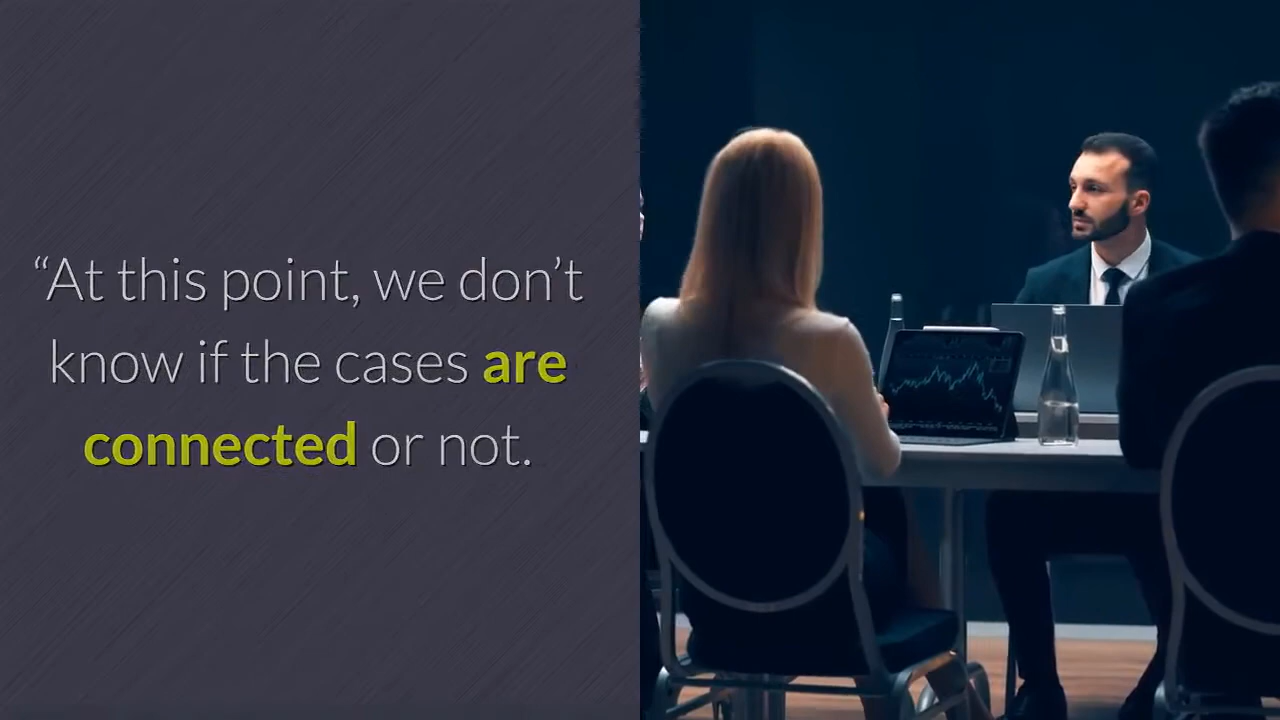 “At this point, we don’t
know if the cases are
connected or not.